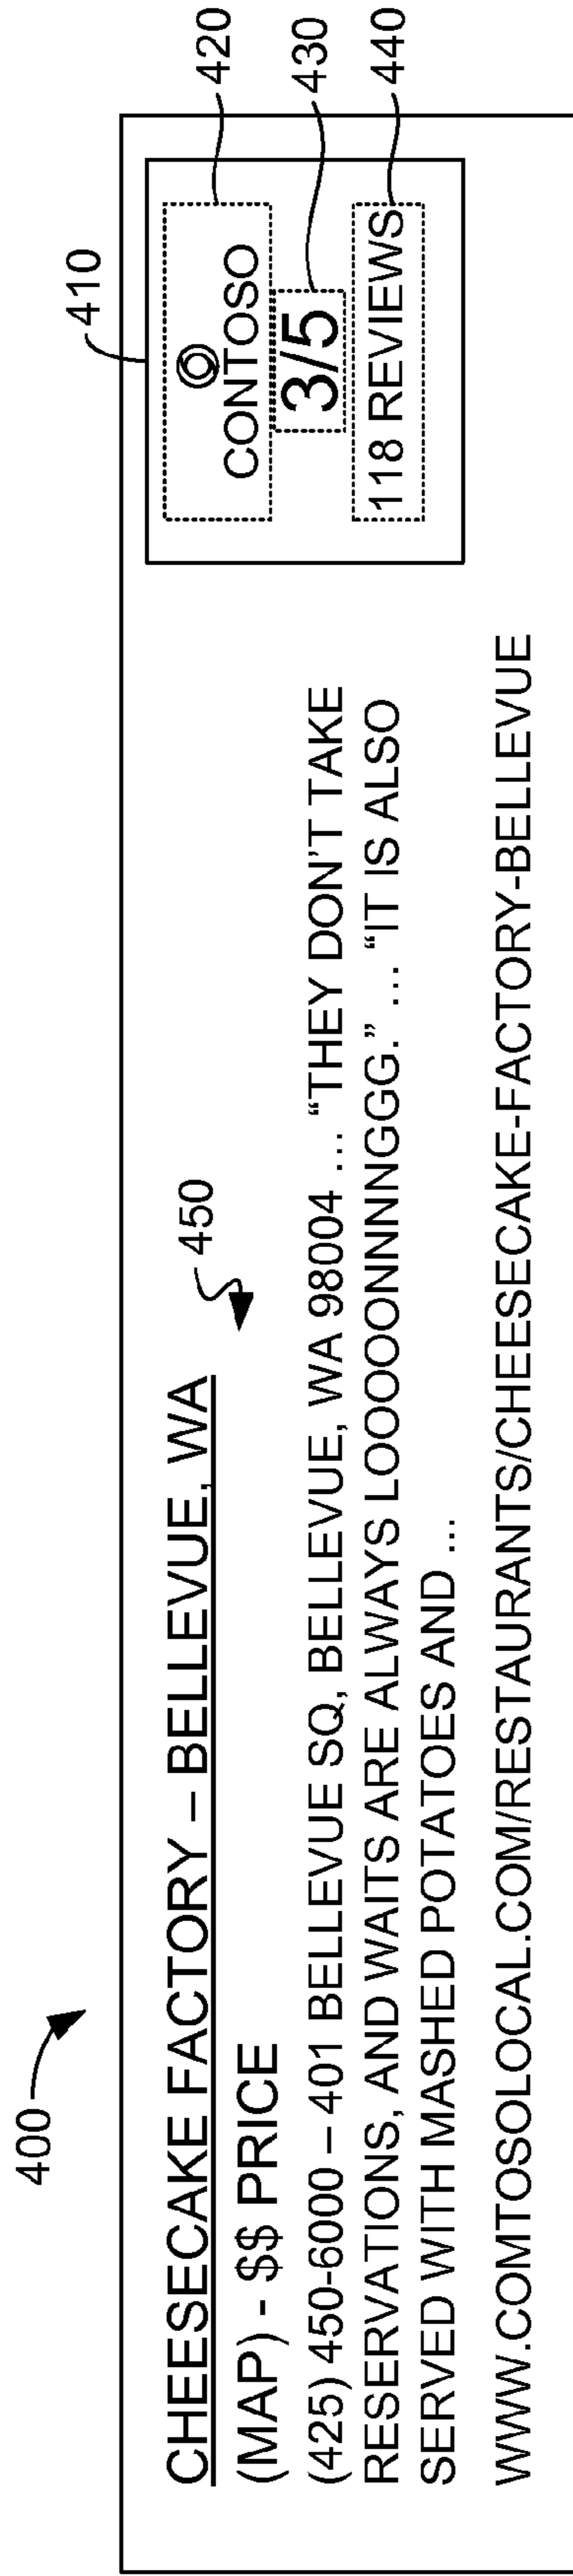 400
410
420
430
440
450
CONTOSO
3/5
118 REVIEWS
CHEESECAKE FACTORY – BELLEVUE, WA
(MAP) - $$ PRICE
(425) 450-6000 – 401 BELLEVUE SQ, BELLEVUE, WA 98004 … “THEY DON’T TAKE
RESERVATIONS, AND WAITS ARE ALWAYS LOOOOONNNNGGG.” … “IT IS ALSO
SERVED WITH MASHED POTATOES AND …
WWW.COMTOSOLOCAL.COM/RESTAURANTS/CHEESECAKE-FACTORY-BELLEVUE